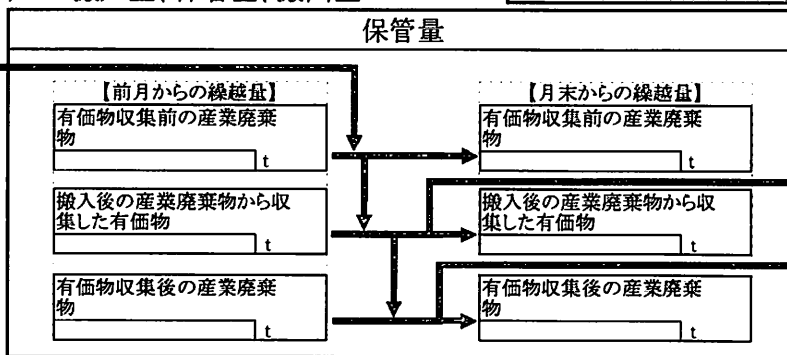 保管量
【前月からの繰越量】
有価物収集前の産業廃棄
物
t
搬入後の産業廃棄物から収
集した有価物
t
有価物収集後の産業廃棄
物
t
【月末からの繰越量】
有価物収集前の産業廃棄
物
t
搬入後の産業廃棄物から収
集した有価物
t
有価物収集後の産業廃棄
物
t